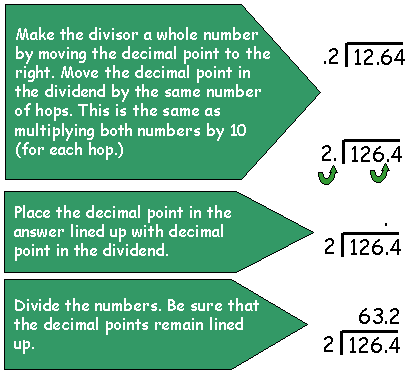 Make the divisor a whole number
by moving the decimal point to the
right. Move the decimal point in
the dividend by the same number
of hops. This is the same as
multiplying both numbers by 10
(for each hop.)
.2 12.64
2. 126.4
Place the decimal point in the
answer lined up with decimal
point in the dividend.
.
2 126.4
Divide the numbers. Be sure that
the decimal points remain lined
up.
63.2
2 126.4